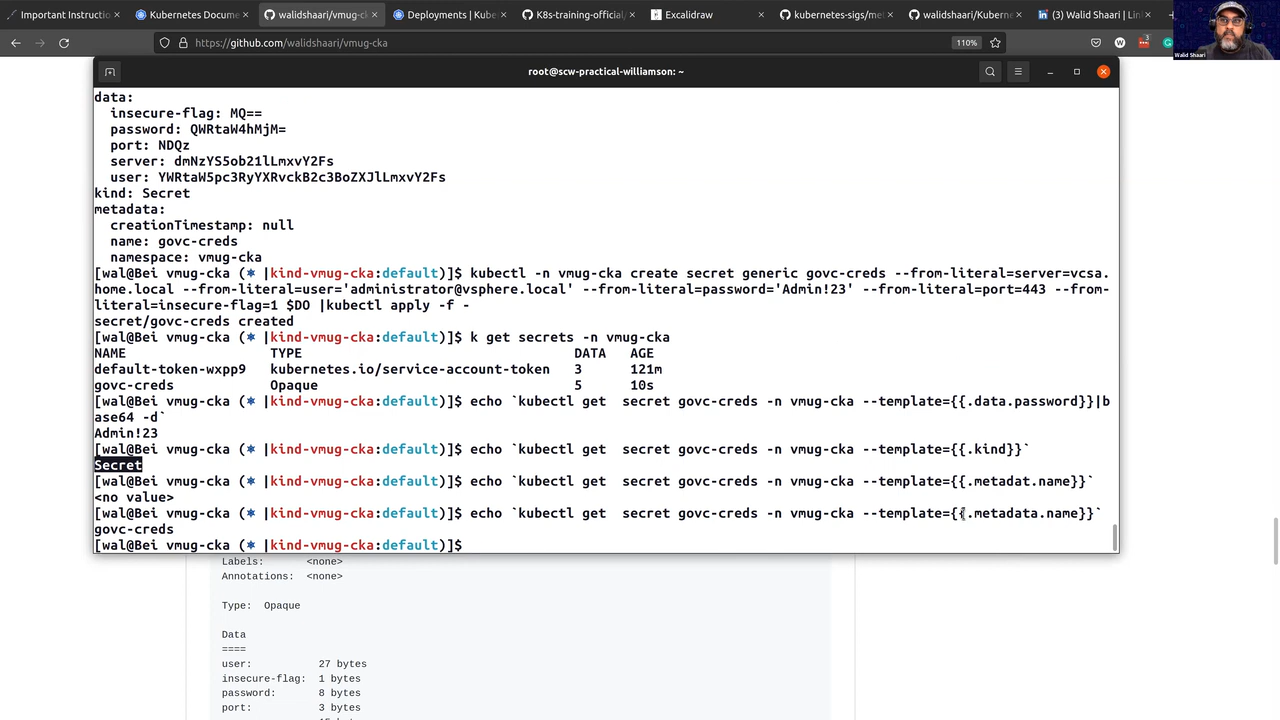 Important Instructio
Kubernetes Docume
walidshaari/vmug-ck
Deployments | Kube
K8s-training-official/
Excalidraw
kubernetes-sigs/me
walidshaari/Kubern
(3) Walid Shaari | Lin
https://github.com/walidshaari/vmug-cka
110%
Walid Shaari
root@scw-practical-williamson: ~
data:
insecure-flag: MQ==
password: QWRtaW4hMjM=
port: NDQz
server: dmNzYS5ob21lLmxvY2Fs
user: YWRtaW5pc3RyYXRvckB2c3BoZXJlLmxvY2Fs
kind: Secret
metadata:
creationTimestamp: null
name: govc-creds
namespace: vmug-cka
[wal@Bei vmug-cka (⎈ |kind-vmug-cka:default)]$ kubectl -n vmug-cka create secret generic govc-creds --from-literal=server=vcsa.
home.local --from-literal=user='administrator@vsphere.local' --from-literal=password='Admin!23' --from-literal=port=443 --from-
literal=insecure-flag=1 $DO |kubectl apply -f -
secret/govc-creds created
[wal@Bei vmug-cka (⎈ |kind-vmug-cka:default)]$ k get secrets -n vmug-cka
NAME TYPE DATA AGE
default-token-wxpp9 kubernetes.io/service-account-token 3 121m
govc-creds Opaque 5 10s
[wal@Bei vmug-cka (⎈ |kind-vmug-cka:default)]$ echo `kubectl get  secret govc-creds -n vmug-cka --template={{.data.password}}|b
ase64 -d`
Admin!23
[wal@Bei vmug-cka (⎈ |kind-vmug-cka:default)]$ echo `kubectl get  secret govc-creds -n vmug-cka --template={{.kind}}`
Secret
[wal@Bei vmug-cka (⎈ |kind-vmug-cka:default)]$ echo `kubectl get  secret govc-creds -n vmug-cka --template={{.metadat.name}}`
<no value>
[wal@Bei vmug-cka (⎈ |kind-vmug-cka:default)]$ echo `kubectl get  secret govc-creds -n vmug-cka --template={{.metadata.name}}`
govc-creds
[wal@Bei vmug-cka (⎈ |kind-vmug-cka:default)]$
Labels: <none>
Annotations: <none>
Type: Opaque
Data
====
user: 27 bytes
insecure-flag: 1 bytes
password: 8 bytes
port: 3 bytes